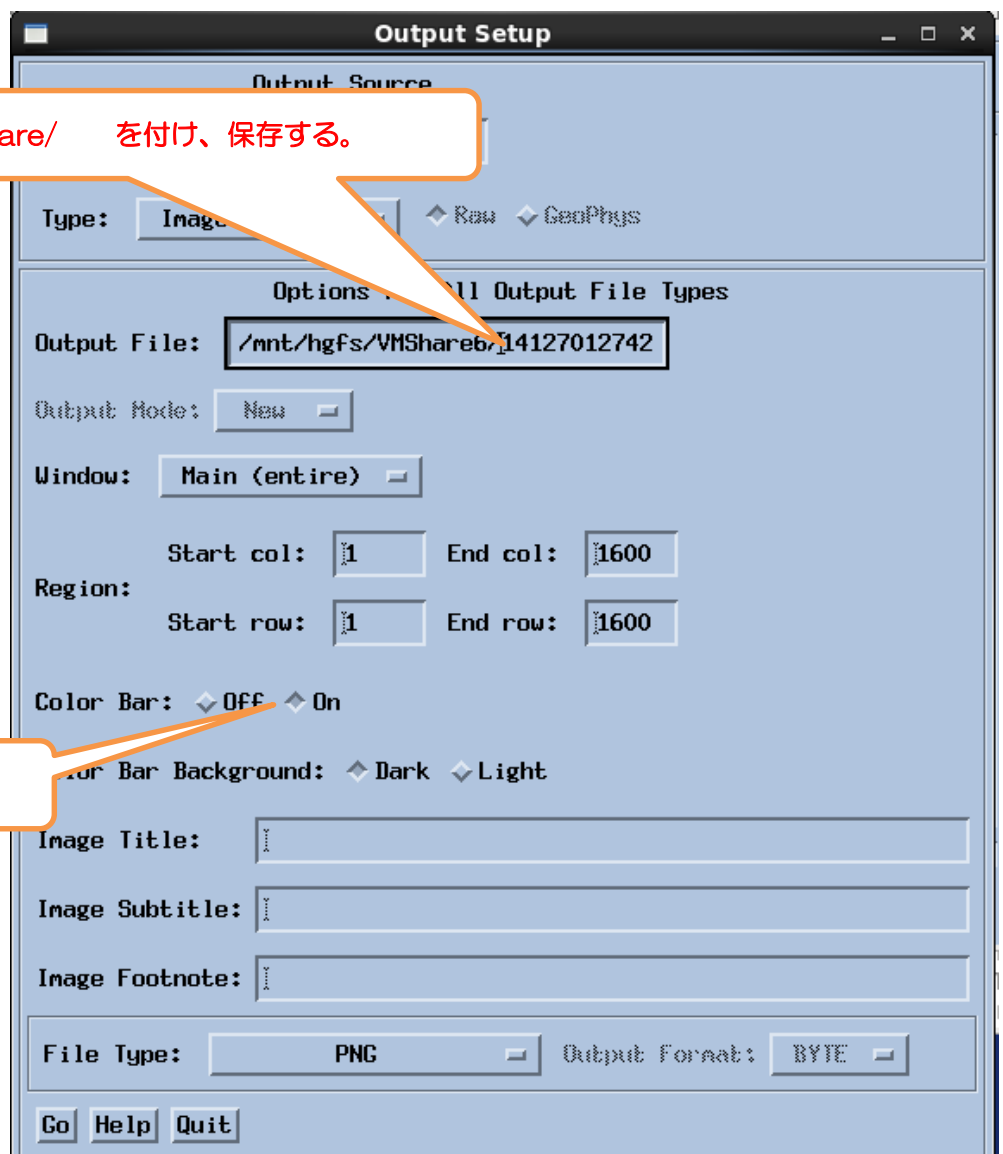 Output Setup
Output Source
are/ を付け、保存する。
Type: Image Raw GeoPhys
Options All Output File Types
Output File: /mnt/hgfs/VMShare6/14127012742
Output Mode: New
Window: Main (entire)
Start col: 1 End col: 1600
Region:
Start row: 1 End row: 1600
Color Bar: Off On
Bar Background: Dark Light
Image Title:
Image Subtitle:
Image Footnote:
File Type: PNG Output Format: BYTE
Go Help Quit